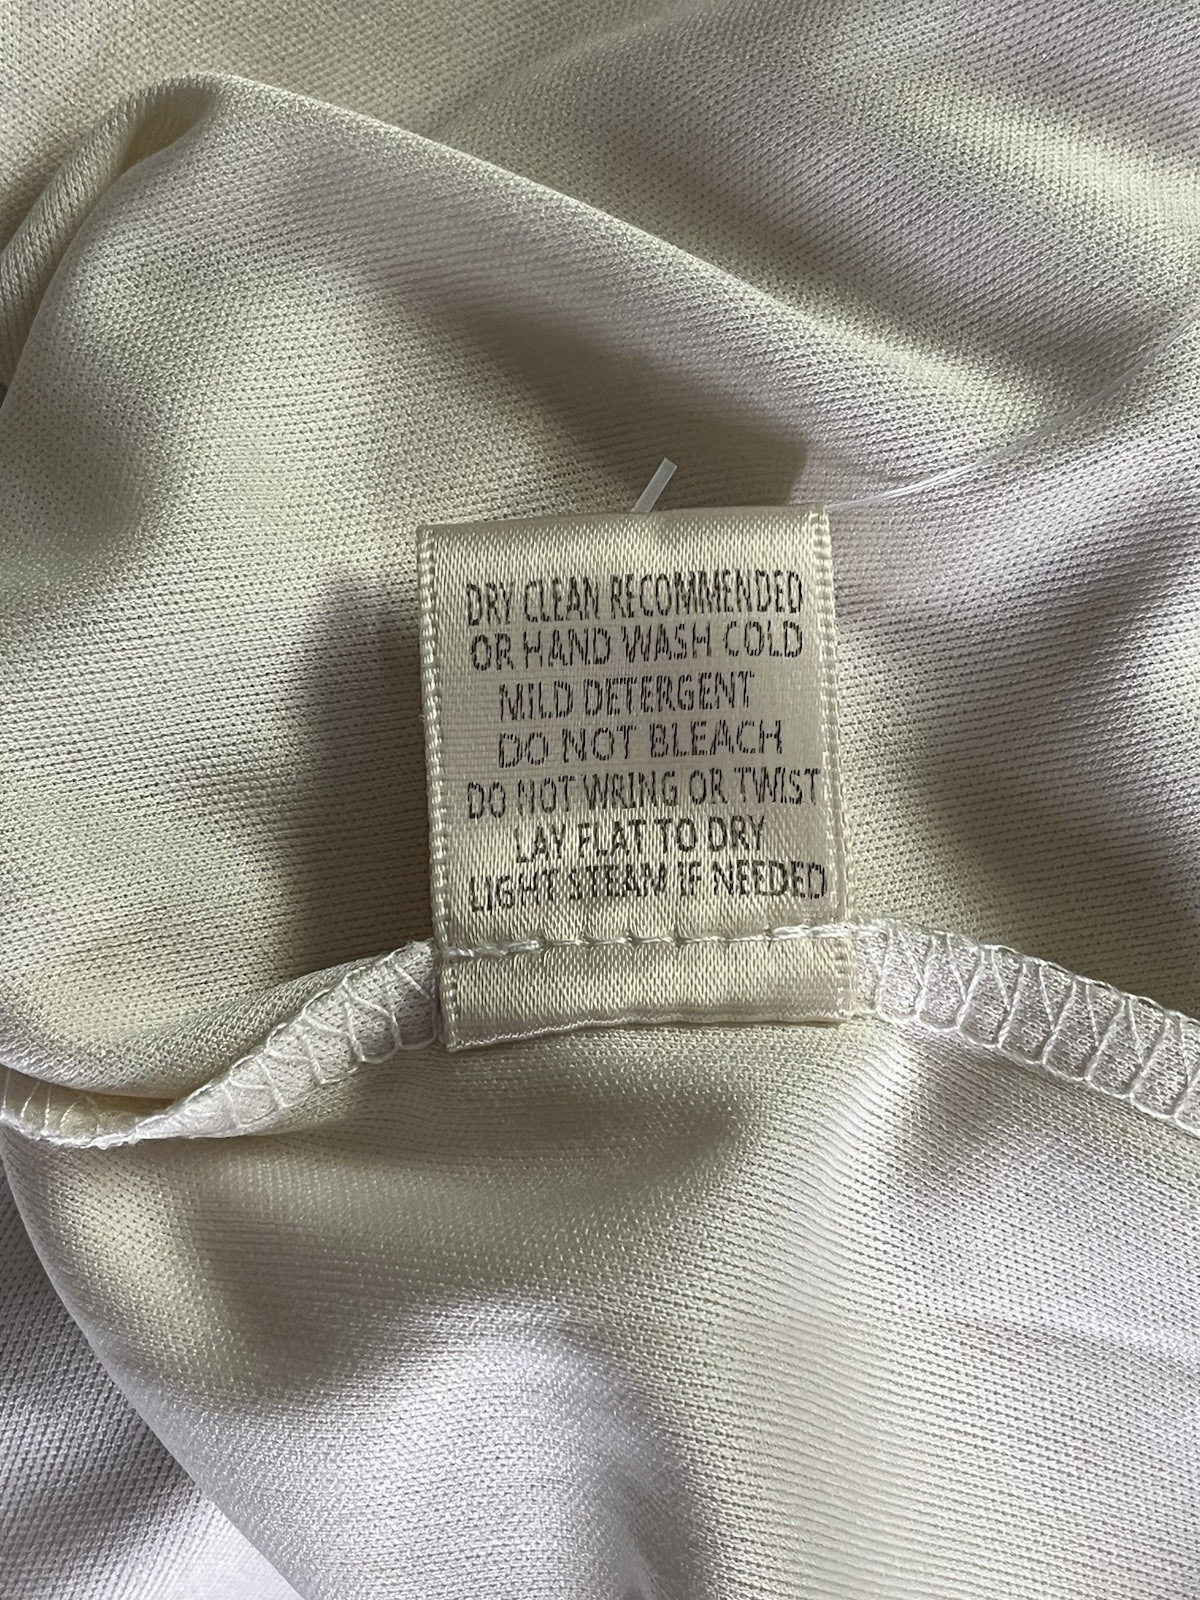 DRY CLEAN RECOMMENDED
OR HAND WASH COLD
MILD DETERGENT
DO NOT BLEACH
DO NOT WRING OR TWIST
LAY FLAT TO DRY
LIGHT STEAM IF NEEDED